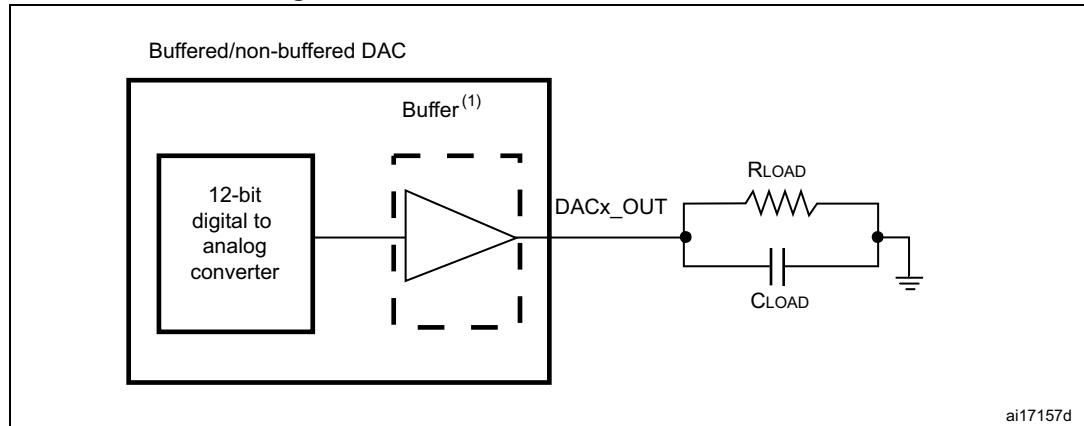 Buffered/non-buffered DAC
Buffer(1)
12-bit
digital to
analog
converter
DACx_OUT
RLOAD
CLOAD
ai17157d